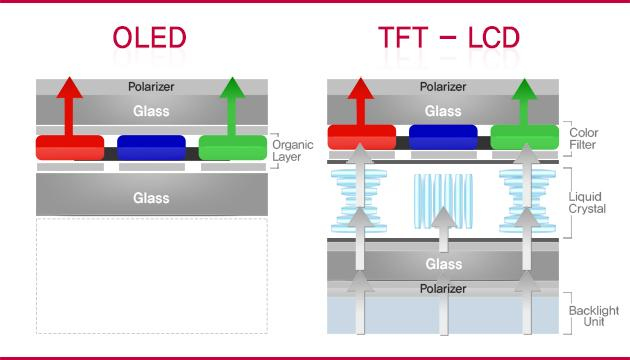 OLED
Polarizer
Glass
Organic
Layer
Glass
TFT – LCD
Polarizer
Glass
Color
Filter
Liquid
Crystal
Glass
Polarizer
Backlight
Unit